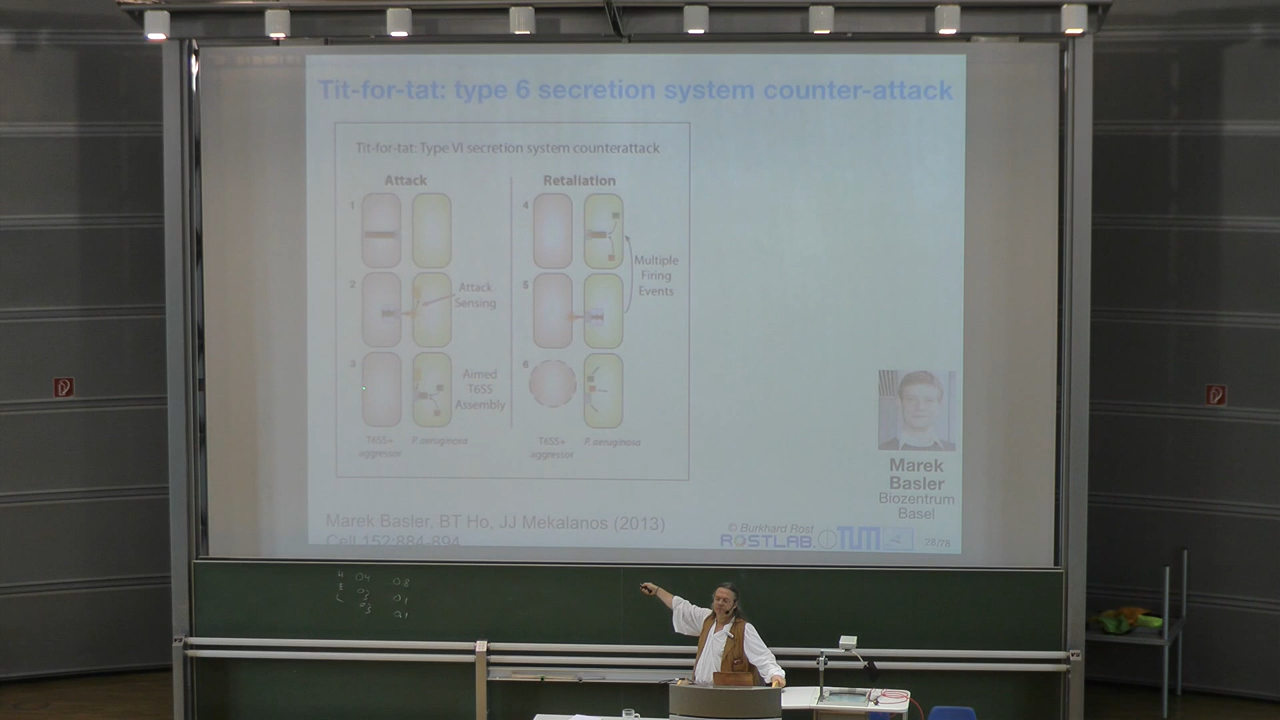 Tit-for-tat: type 6 secretion system counter-attack
Tit-for-tat: Type VI secretion system counterattack
Attack
Retaliation
1
4
Multiple
Firing
Events
2
Attack
Sensing
5
3
Aimed
T6SS
Assembly
6
T6SS+
aggressor
P. aeruginosa
T6SS+
aggressor
P. aeruginosa
Marek
Basler
Biozentrum
Basel
Marek Basler, BT Ho, JJ Mekalanos (2013)
Cell 152:884-894
© Burkhard Rost
ROSTLAB
TUM
28/78